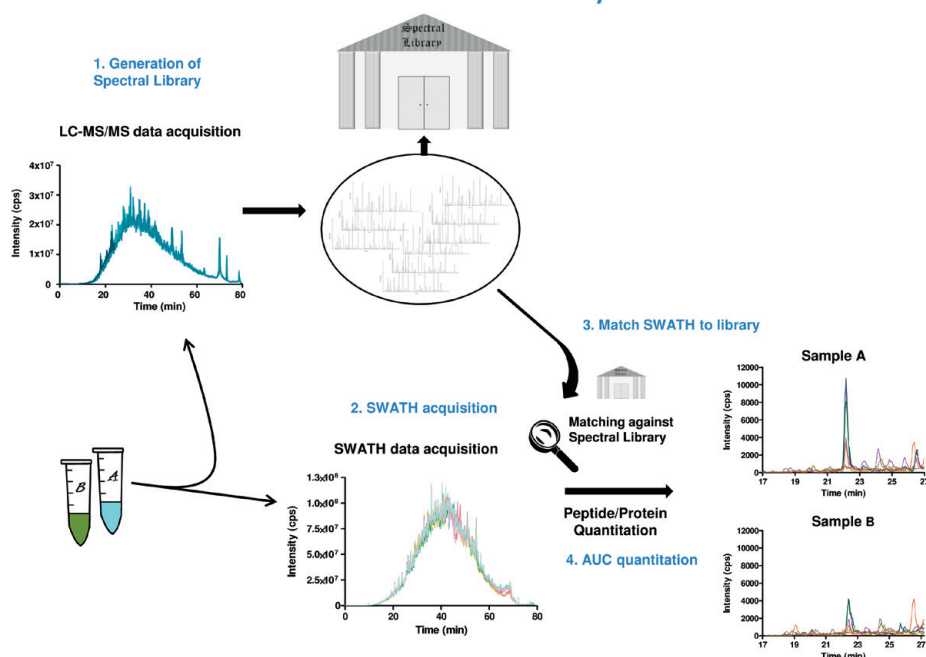 Spectral
Library
1. Generation of
Spectral Library
LC-MS/MS data acquisition
4x10⁷
3x10⁷
2x10⁷
1x10⁷
0
Intensity (cps)
0 20 40 60 80
Time (min)
3. Match SWATH to library
Matching against
Spectral Library
2. SWATH acquisition
SWATH data acquisition
1.3x10⁸
1.0x10⁸
7.5x10⁷
5.0x10⁷
2.5x10⁷
0
Intensity (cps)
0 20 40 60 80
Time (min)
B A
Peptide/Protein
Quantitation
4. AUC quantitation
Sample A
12000
10000
8000
6000
4000
2000
0
Intensity (cps)
17 19 21 23 25 27
Time (min)
Sample B
12000
10000
8000
6000
4000
2000
0
Intensity (cps)
17 19 21 23 25 27
Time (min)